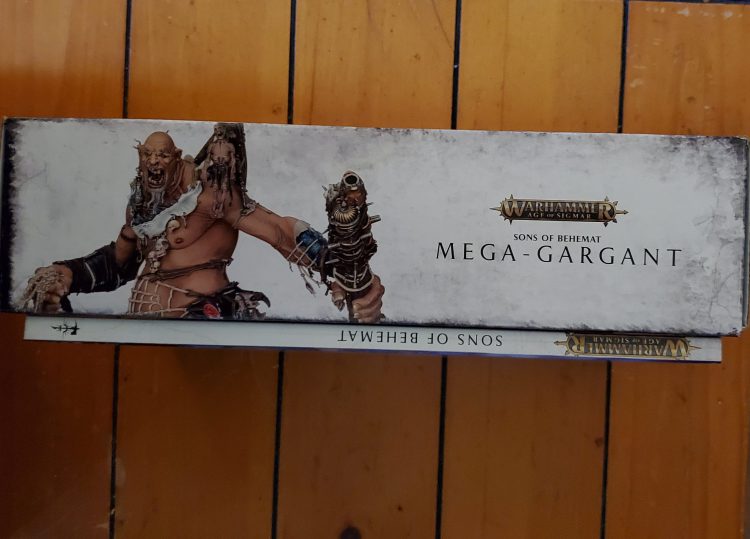 WARHAMMER
AGE OF SIGMAR
SONS OF BEHEMAT
MEGA-GARGANT
SONS OF BEHEMAT
WARHAMMER
AGE OF SIGMAR